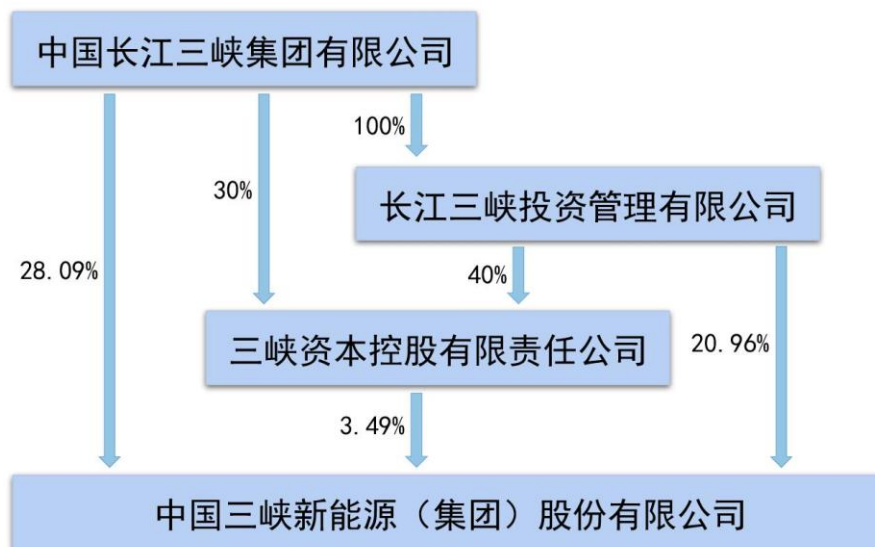 中国长江三峡集团有限公司
100%
30%
长江三峡投资管理有限公司
28.09%
40%
三峡资本控股有限责任公司
20.96%
3.49%
中国三峡新能源（集团）股份有限公司